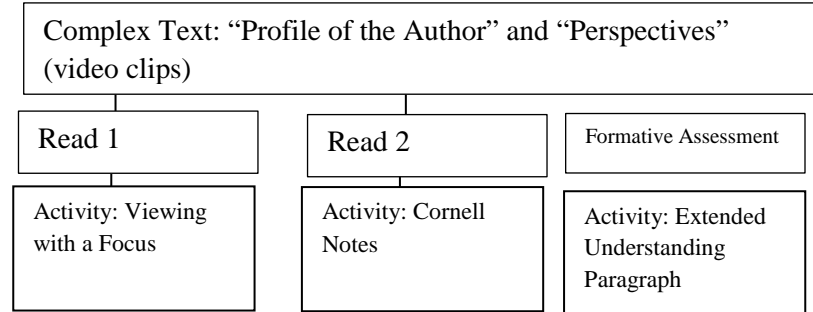 Complex Text: “Profile of the Author” and “Perspectives”
(video clips)
Read 1
Read 2
Formative Assessment
Activity: Viewing
with a Focus
Activity: Cornell
Notes
Activity: Extended
Understanding
Paragraph